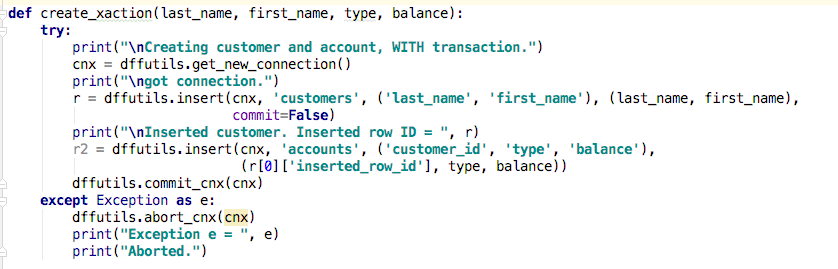 def create_xaction(last_name, first_name, type, balance):
    try:
        print("\nCreating customer and account, WITH transaction.")
        cnx = dffutils.get_new_connection()
        print("\ngot connection.")
        r = dffutils.insert(cnx, 'customers', ('last_name', 'first_name'), (last_name, first_name),
                            commit=False)
        print("\nInserted customer. Inserted row ID = ", r)
        r2 = dffutils.insert(cnx, 'accounts', ('customer_id', 'type', 'balance'),
                             (r[0]['inserted_row_id'], type, balance))
        dffutils.commit_cnx(cnx)
    except Exception as e:
        dffutils.abort_cnx(cnx)
        print("Exception e = ", e)
        print("Aborted.")